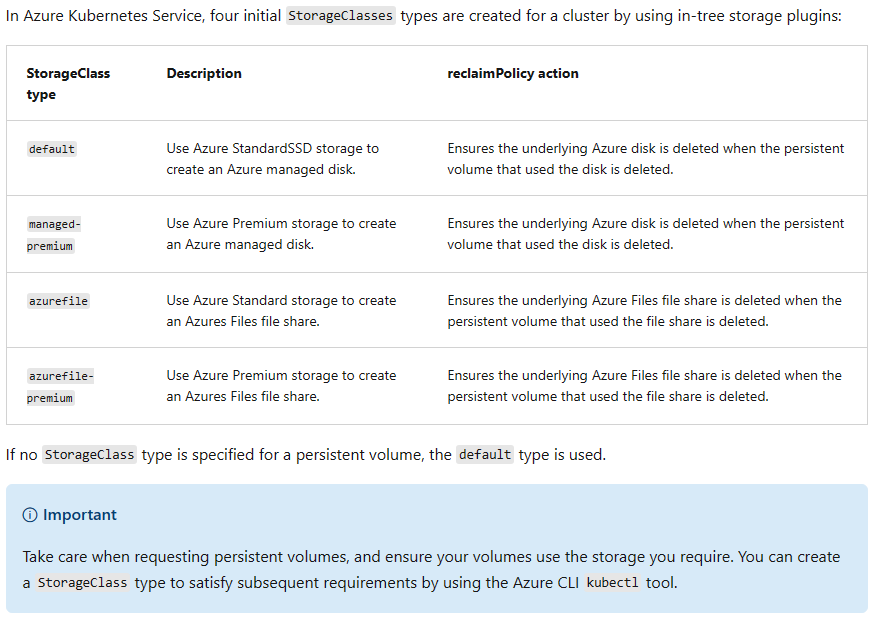 In Azure Kubernetes Service, four initial StorageClasses types are created for a cluster by using in-tree storage plugins:
StorageClass type
Description
reclaimPolicy action
default
Use Azure StandardSSD storage to
create an Azure managed disk.
Ensures the underlying Azure disk is deleted when the persistent
volume that used the disk is deleted.
managed-
premium
Use Azure Premium storage to create
an Azure managed disk.
Ensures the underlying Azure disk is deleted when the persistent
volume that used the disk is deleted.
azurefile
Use Azure Standard storage to create
an Azures Files file share.
Ensures the underlying Azure Files file share is deleted when the
persistent volume that used the file share is deleted.
azurefile-
premium
Use Azure Premium storage to create
an Azures Files file share.
Ensures the underlying Azure Files file share is deleted when the
persistent volume that used the file share is deleted.
If no StorageClass type is specified for a persistent volume, the default type is used.
Important
Take care when requesting persistent volumes, and ensure your volumes use the storage you require. You can create
a StorageClass type to satisfy subsequent requirements by using the Azure CLI kubectl tool.